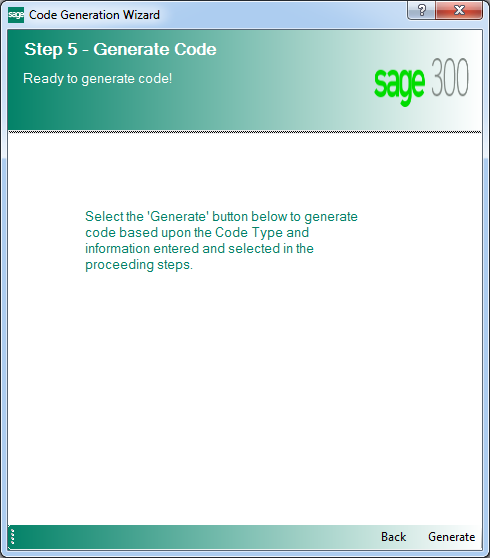 sage Code Generation Wizard
Step 5 - Generate Code
Ready to generate code!
sage 300
Select the 'Generate' button below to generate
code based upon the Code Type and
information entered and selected in the
proceeding steps.
Back Generate